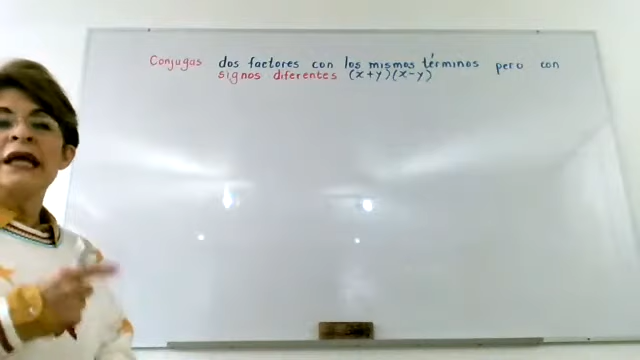 Conjugas dos factores con los mismos términos pero con
signos diferentes (x+y)(x-y)